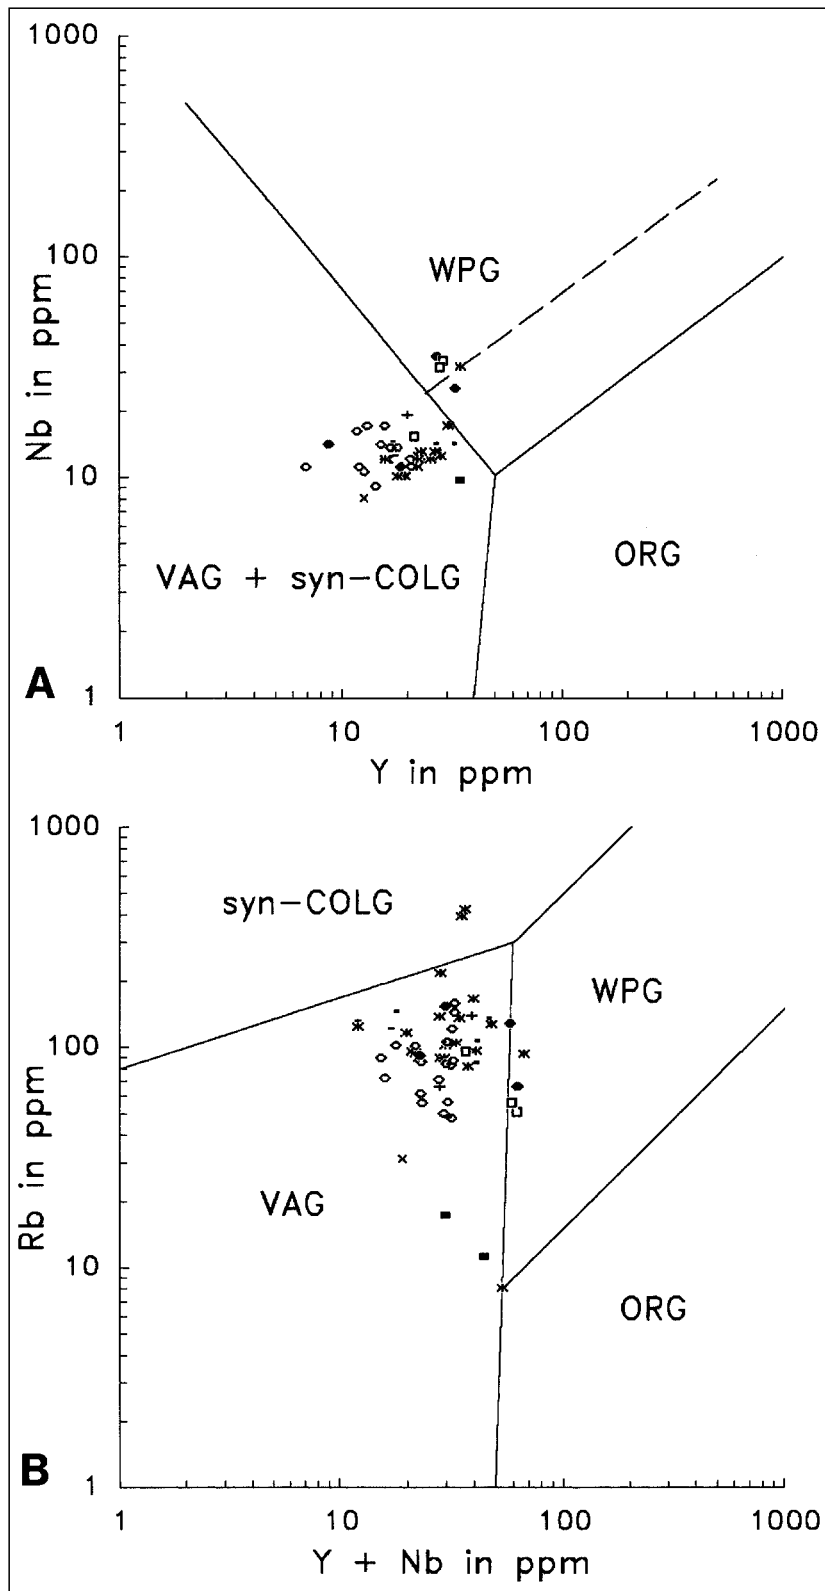 1000
WPG
100
Nb in ppm
10
ORG
VAG + syn-COLG
A
1
1 10 100 1000
Y in ppm
1000
syn-COLG
WPG
100
Rb in ppm
VAG
10
ORG
B
1
1 10 100 1000
Y + Nb in ppm